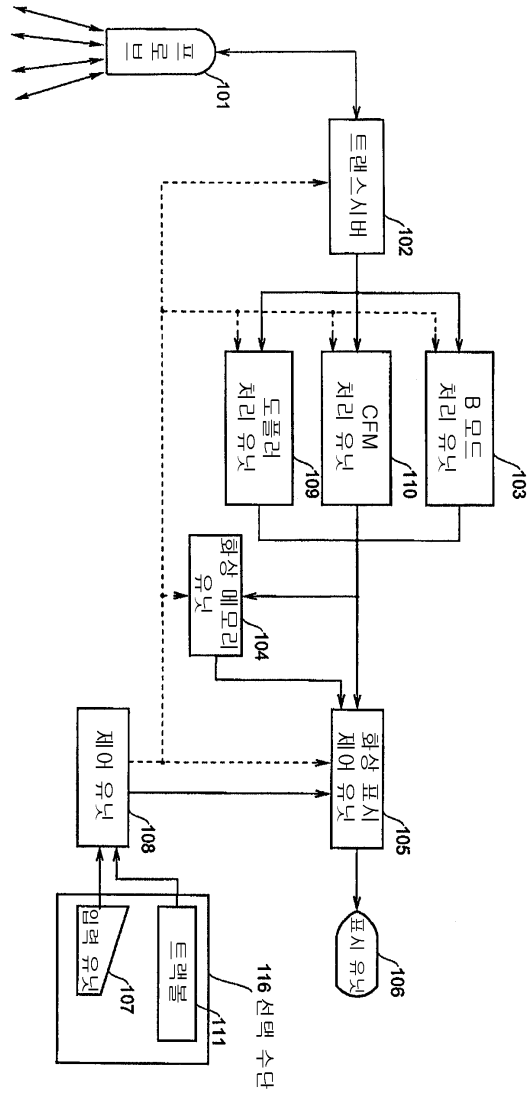 프로브
101
트랜스시버
102
B 모드
처리 유닛
103
CFM
처리 유닛
110
도플러
처리 유닛
109
화상 메모리
유닛
104
화상 표시
제어 유닛
105
표시 유닛
106
제어 유닛
108
트랙볼
111
입력 유닛
107
116 선택 수단